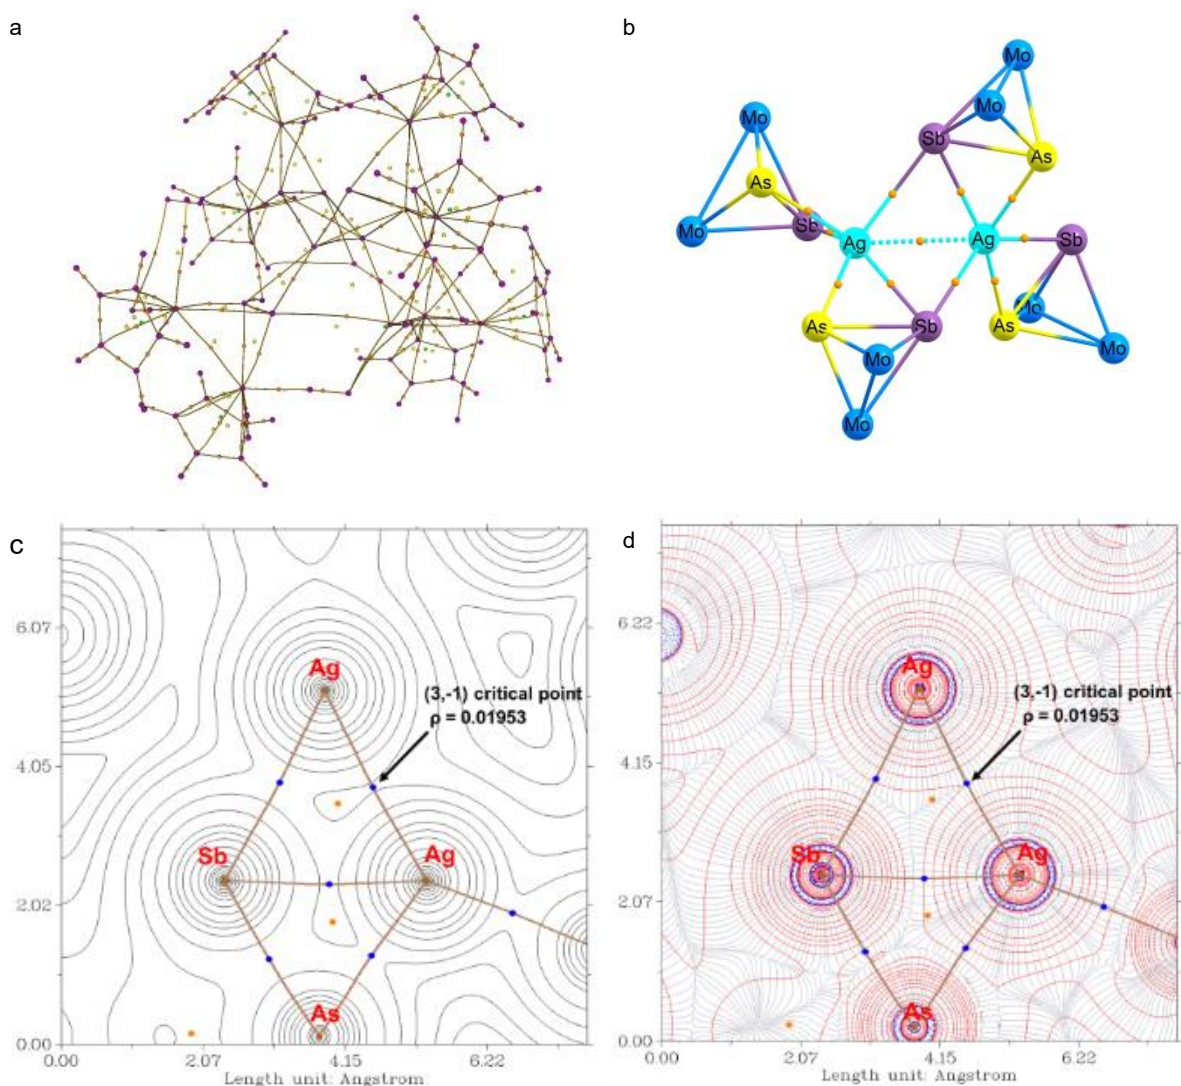 a
b
Mo
Mo
Mo
Sb
As
As
Mo
Sb
Ag
Ag
Sb
As
Sb
As
Mo
Mo
Mo
Mo
c
6.07
4.05
2.02
0.00
Ag
(3,-1) critical point
ρ = 0.01953
Sb
Ag
As
0.00
2.07
4.15
6.22
Length unit: Angstrom
d
6.22
4.15
2.07
0.00
Ag
(3,-1) critical point
ρ = 0.01953
Sb
Ag
As
0.00
2.07
4.15
6.22
Length unit: Angstrom